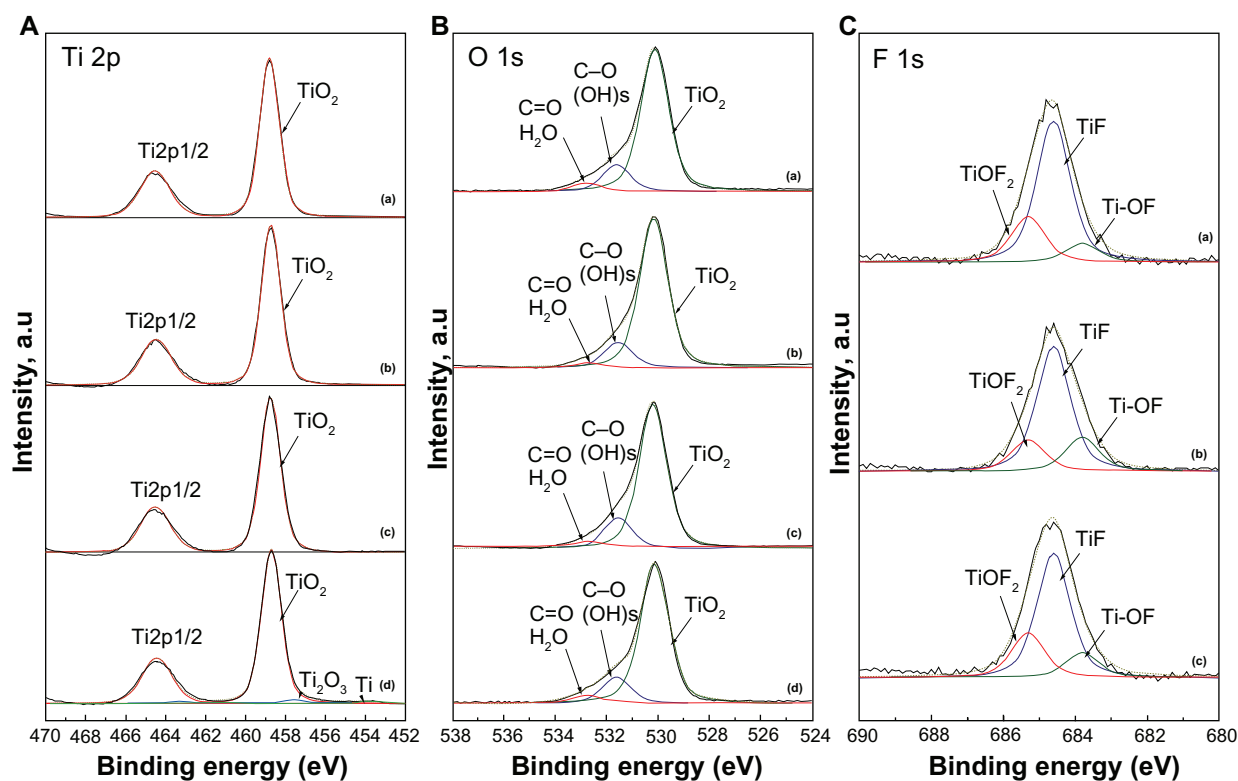 A
Ti 2p
Intensity, a.u
Ti2p1/2
TiO2
(a)
Ti2p1/2
TiO2
(b)
Ti2p1/2
TiO2
(c)
Ti2p1/2
TiO2
Ti2O3
Ti
(d)
470 468 466 464 462 460 458 456 454 452
Binding energy (eV)
B
O 1s
Intensity, a.u
C–O
(OH)s
C=O
H2O
TiO2
(a)
C–O
(OH)s
C=O
H2O
TiO2
(b)
C–O
(OH)s
C=O
H2O
TiO2
(c)
C–O
(OH)s
C=O
H2O
TiO2
(d)
538 536 534 532 530 528 526 524
Binding energy (eV)
C
F 1s
Intensity, a.u
TiF
TiOF2
Ti-OF
(a)
TiF
TiOF2
Ti-OF
(b)
TiF
TiOF2
Ti-OF
(c)
690 688 686 684 682 680
Binding energy (eV)